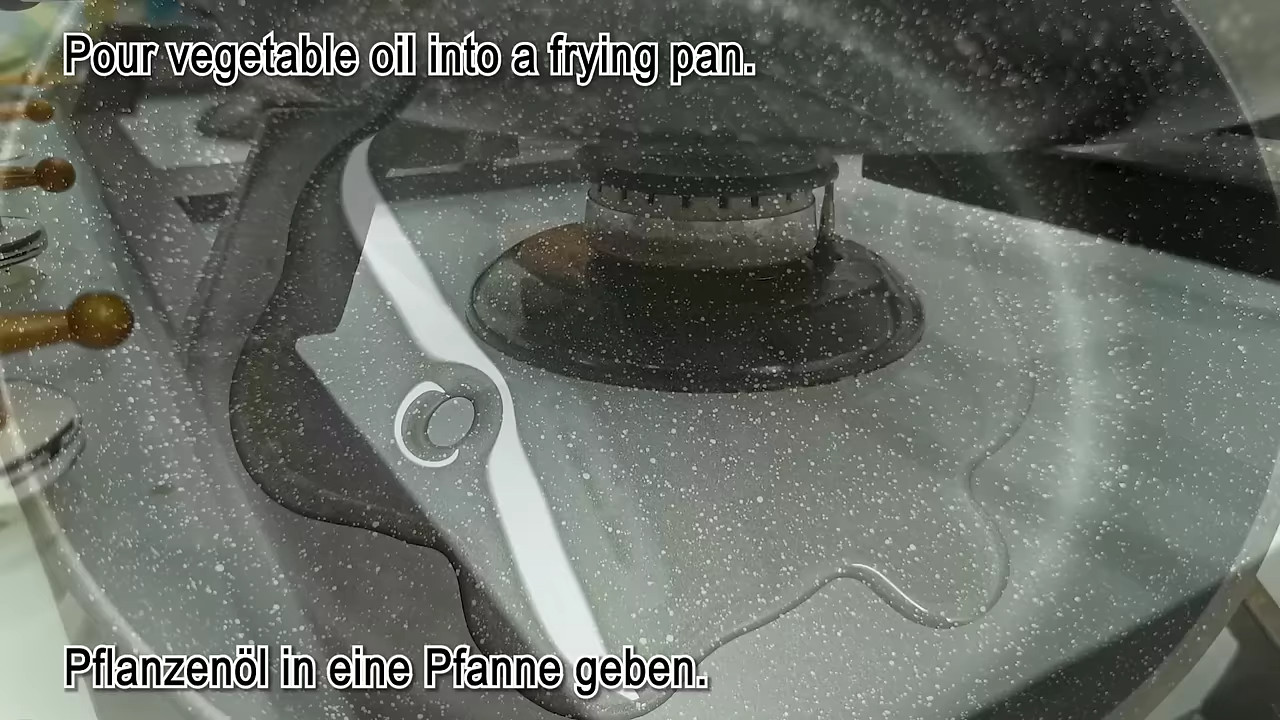 Pour vegetable oil into a frying pan.
Pflanzenöl in eine Pfanne geben.